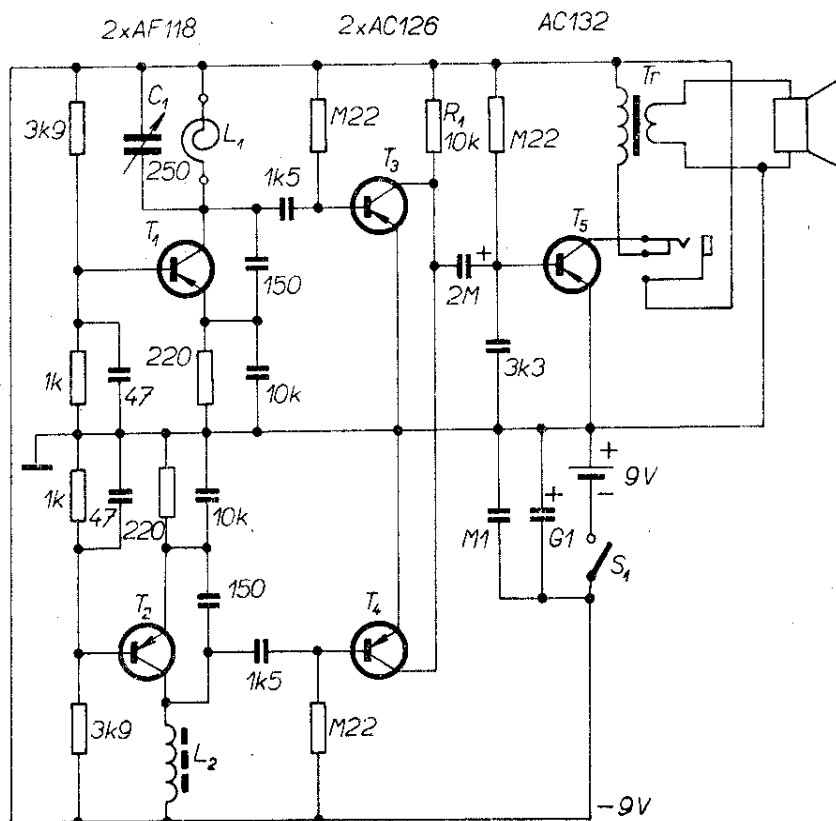 2xAF118 2xAC126 AC132
Tr
C₁
3k9
250
L₁
M22
R₁
10k
M22
1k5
T₃
T₁
T₅
150
2M
+
220
3k3
1k
47
10k
+
9V
−
1k
47
220
10k
M1
+
G1
S₁
150
T₂
T₄
1k5
3k9
L₂
M22
−9V